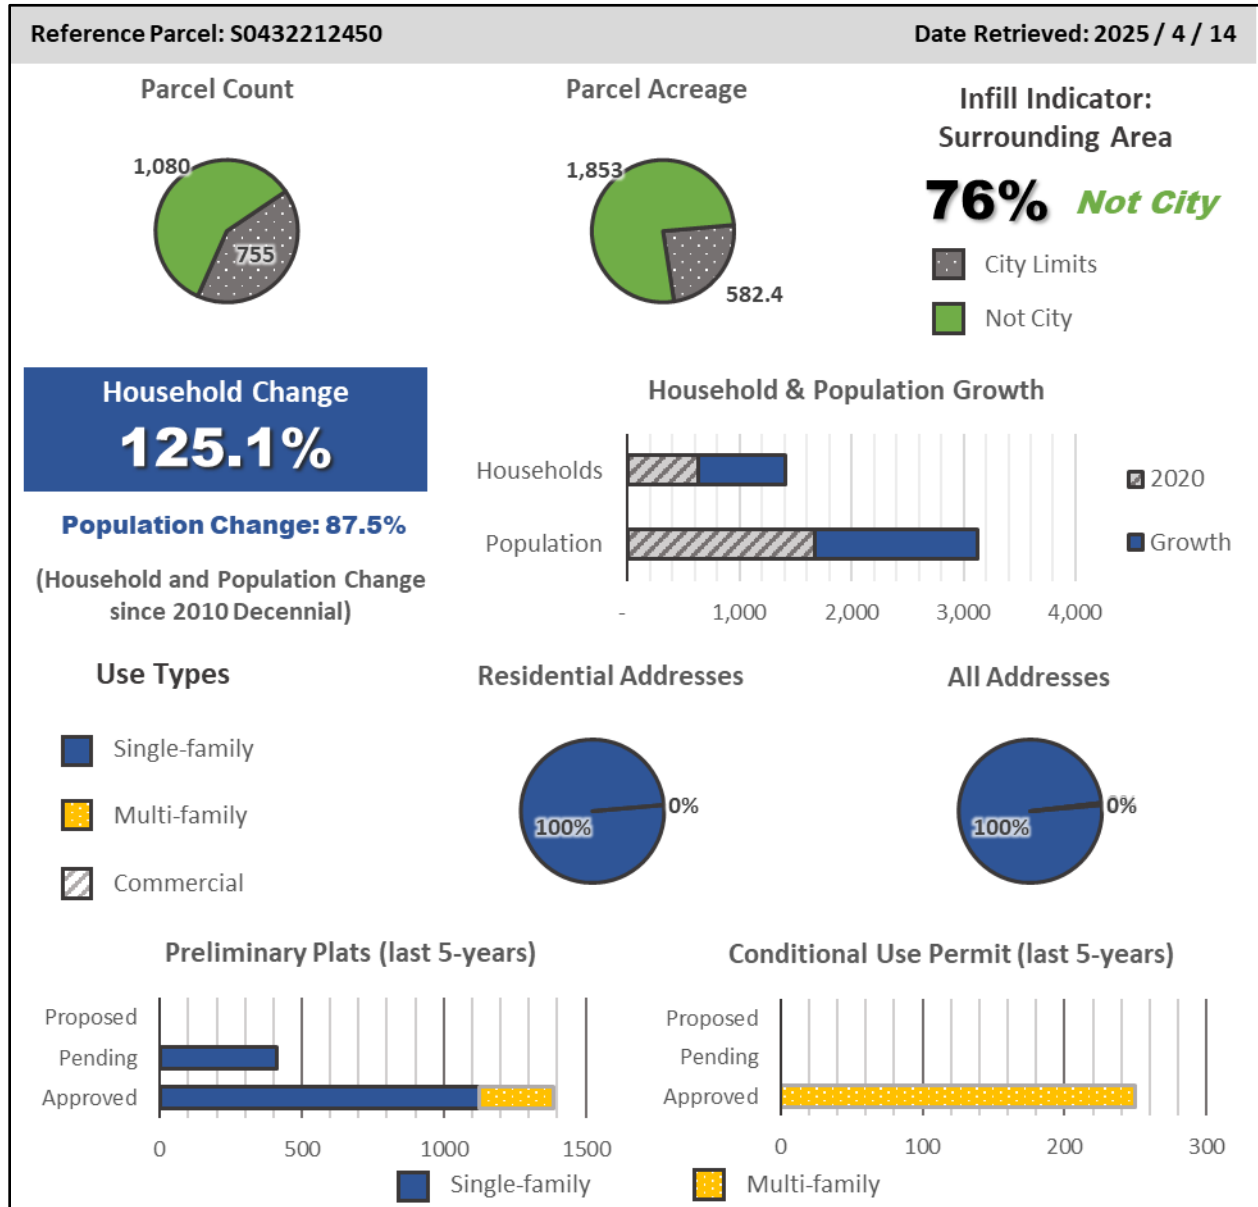 Reference Parcel: S0432212450
Date Retrieved: 2025 / 4 / 14
Parcel Count
1,080
755
Parcel Acreage
1,853
582.4
Infill Indicator:
Surrounding Area
76% Not City
City Limits
Not City
Household Change
125.1%
Population Change: 87.5%
(Household and Population Change
since 2010 Decennial)
Household & Population Growth
Households
Population
- 1,000 2,000 3,000 4,000
2020
Growth
Use Types
Single-family
Multi-family
Commercial
Residential Addresses
0%
100%
All Addresses
0%
100%
Preliminary Plats (last 5-years)
Proposed
Pending
Approved
0 500 1000 1500
Conditional Use Permit (last 5-years)
Proposed
Pending
Approved
0 100 200 300
Single-family
Multi-family